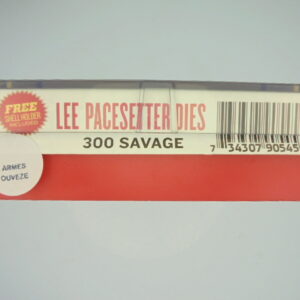 FREE
SHELLHOLDER
INCLUDED
LEE PACESETTER DIES
300 SAVAGE
7 34307 90545
ARMES
OUVEZE